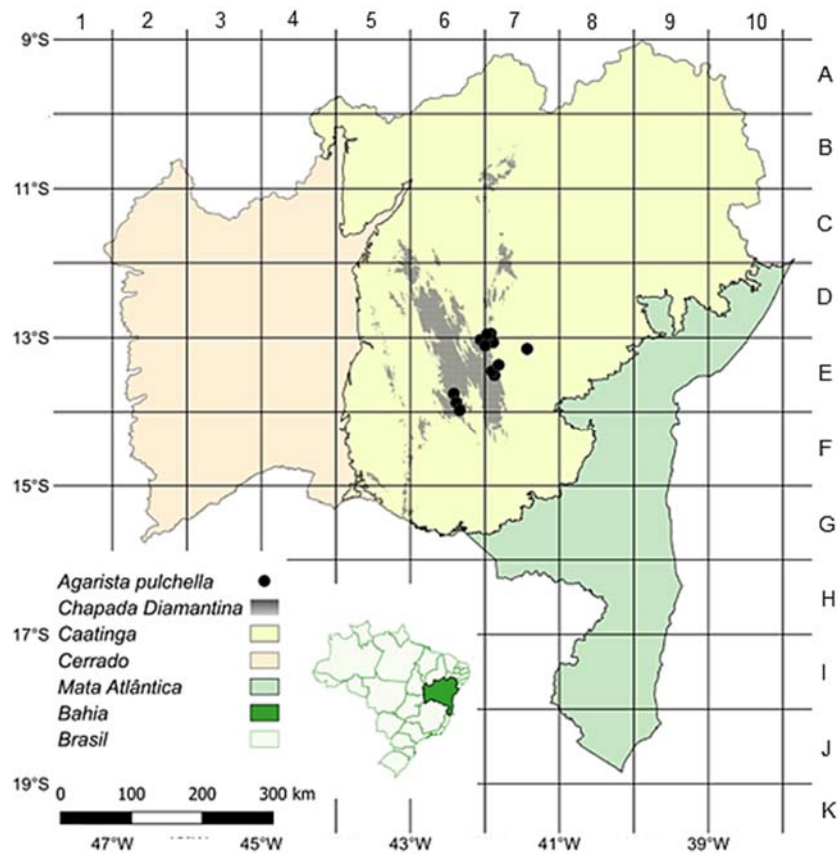 1 2 3 4 5 6 7 8 9 10
9°S
A
B
11°S
C
D
13°S
E
F
15°S
G
Agarista pulchella
H
Chapada Diamantina
Caatinga
17°S
Cerrado
I
Mata Atlântica
Bahia
Brasil
J
19°S
0 100 200 300 km
K
47°W 45°W 43°W 41°W 39°W